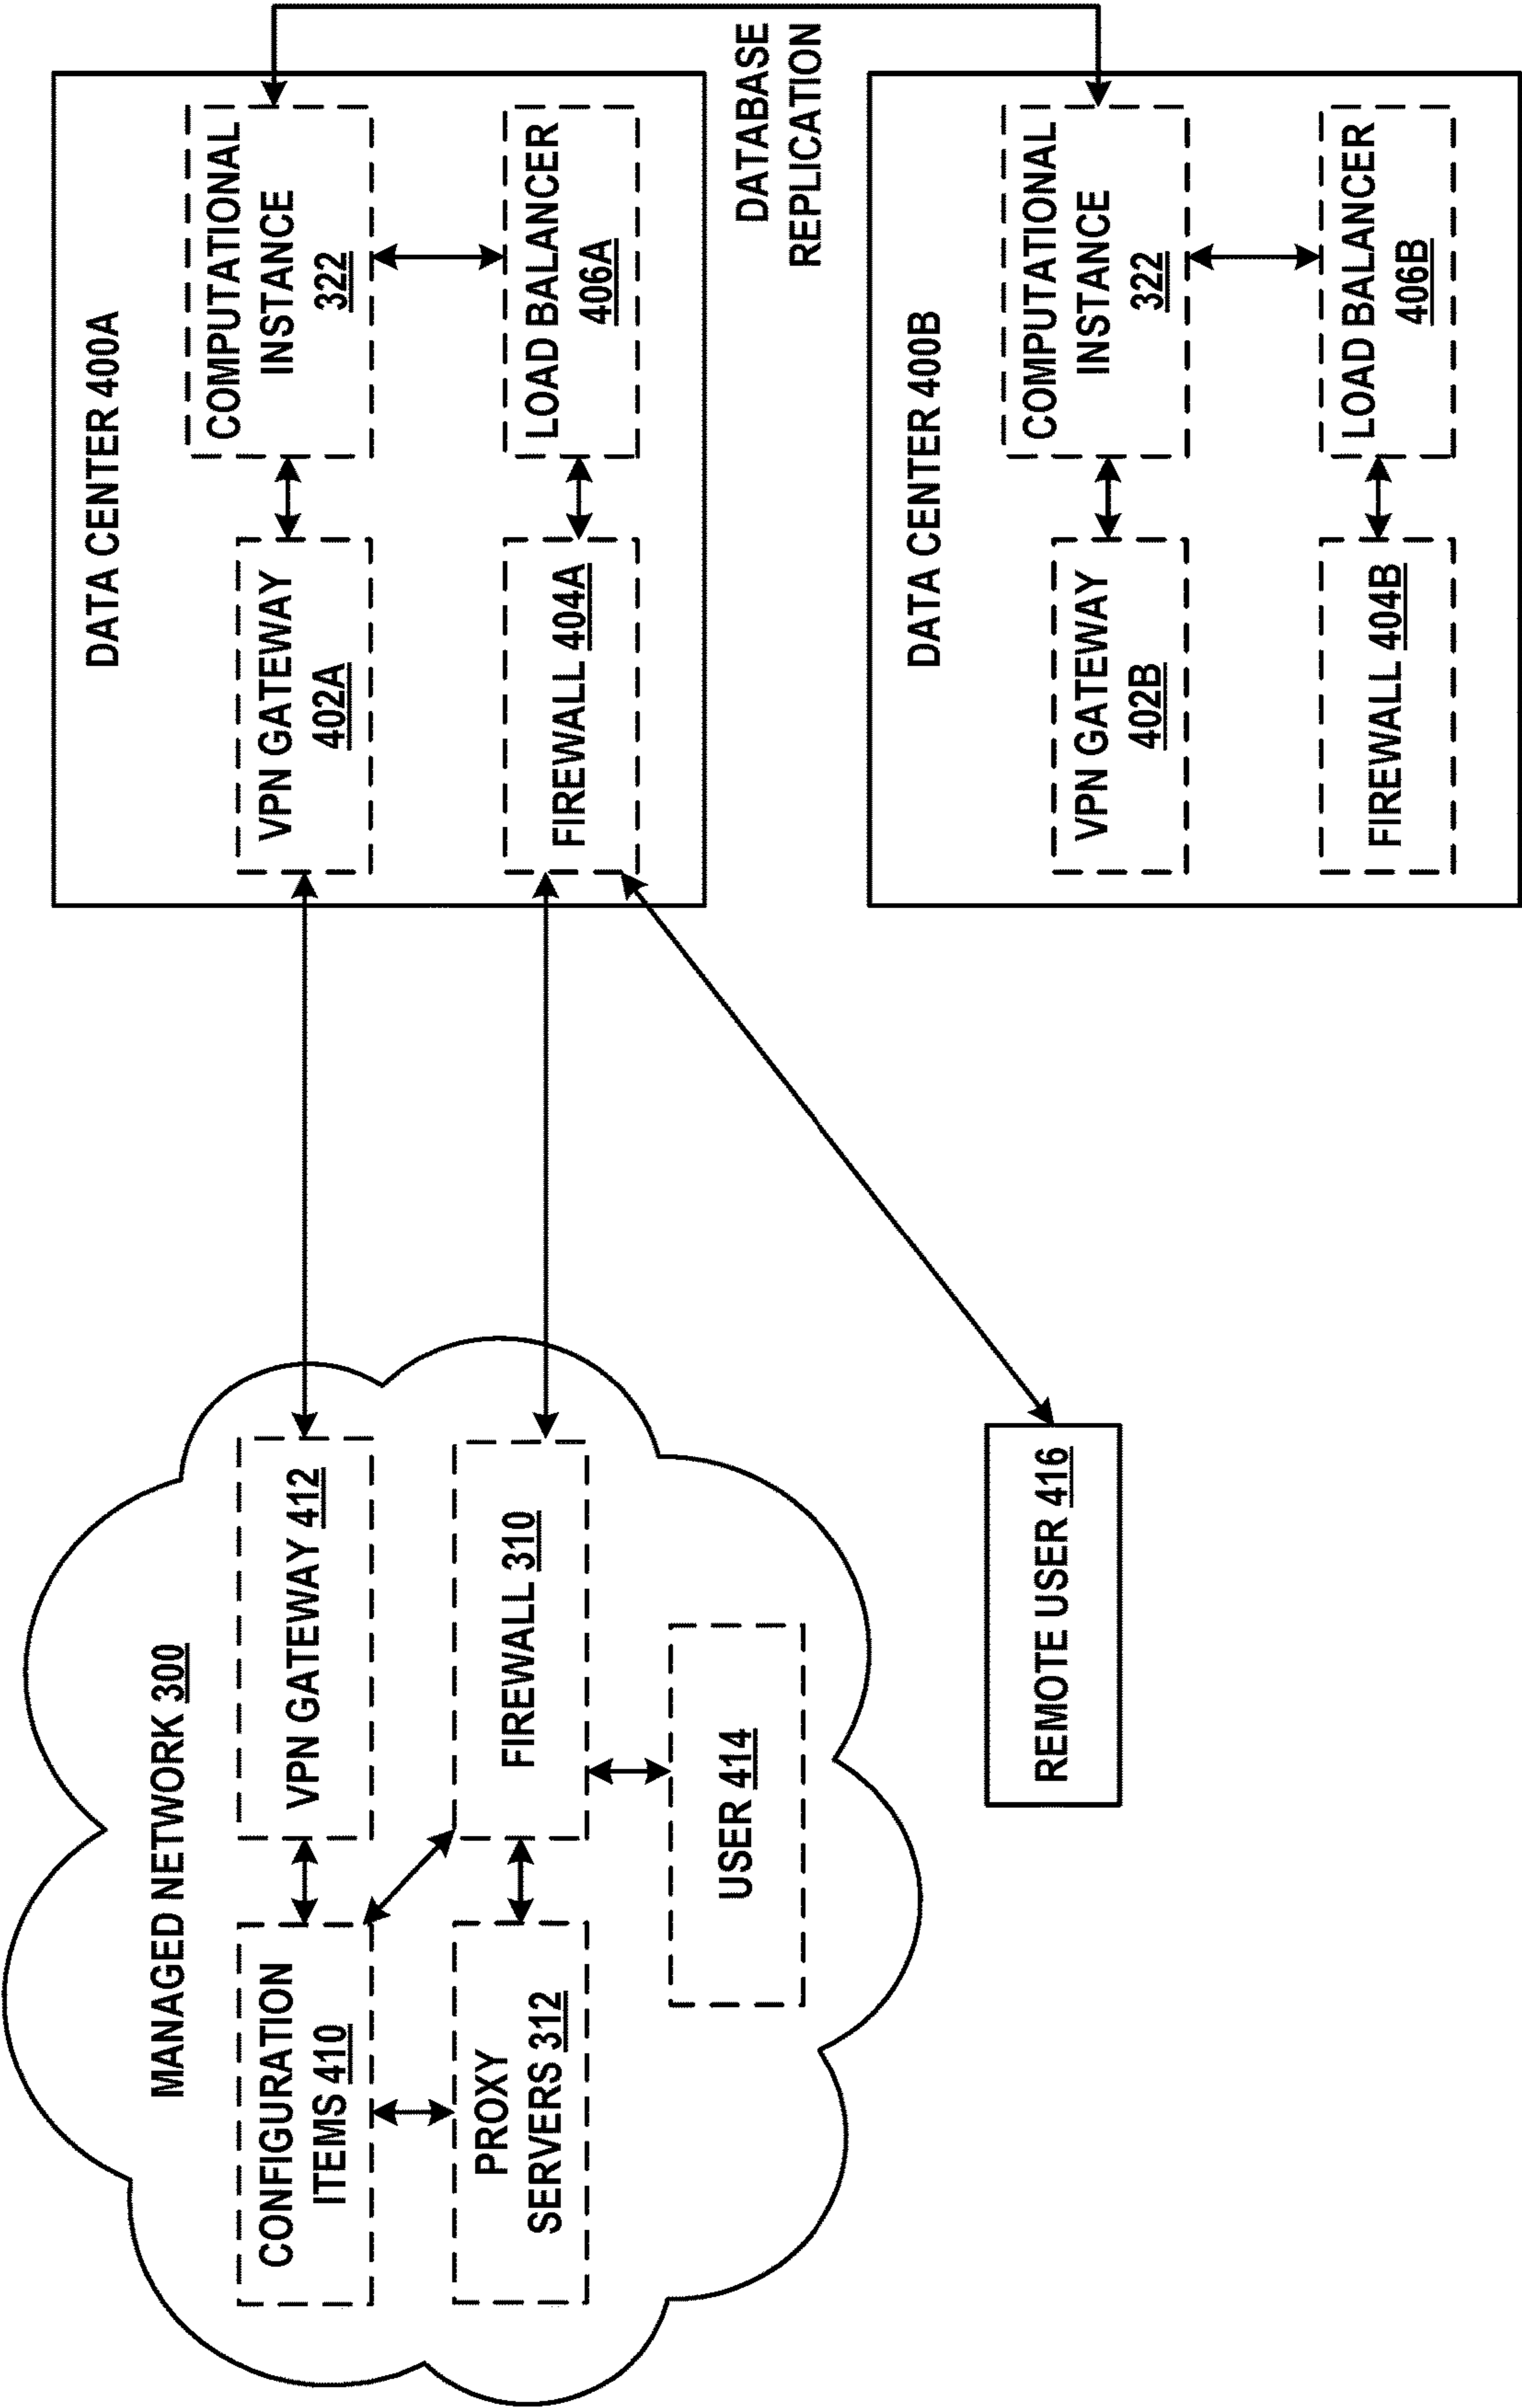 MANAGED NETWORK 300
CONFIGURATION
ITEMS 410
VPN GATEWAY 412
PROXY
SERVERS 312
FIREWALL 310
USER 414
REMOTE USER 416
DATA CENTER 400A
VPN GATEWAY
402A
COMPUTATIONAL
INSTANCE
322
FIREWALL 404A
LOAD BALANCER
406A
DATABASE
REPLICATION
DATA CENTER 400B
VPN GATEWAY
402B
COMPUTATIONAL
INSTANCE
322
FIREWALL 404B
LOAD BALANCER
406B